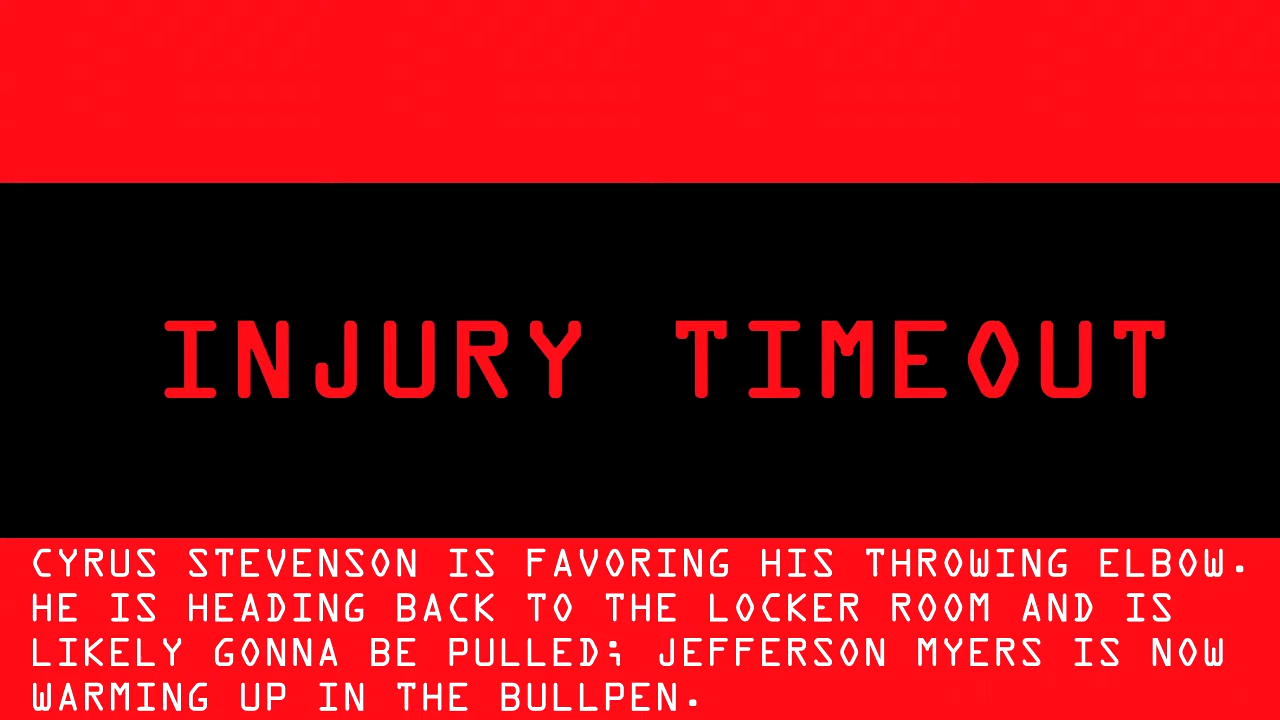 INJURY TIMEOUT
CYRUS STEVENSON IS FAVORING HIS THROWING ELBOW.
HE IS HEADING BACK TO THE LOCKER ROOM AND IS
LIKELY GONNA BE PULLED; JEFFERSON MYERS IS NOW
WARMING UP IN THE BULLPEN.